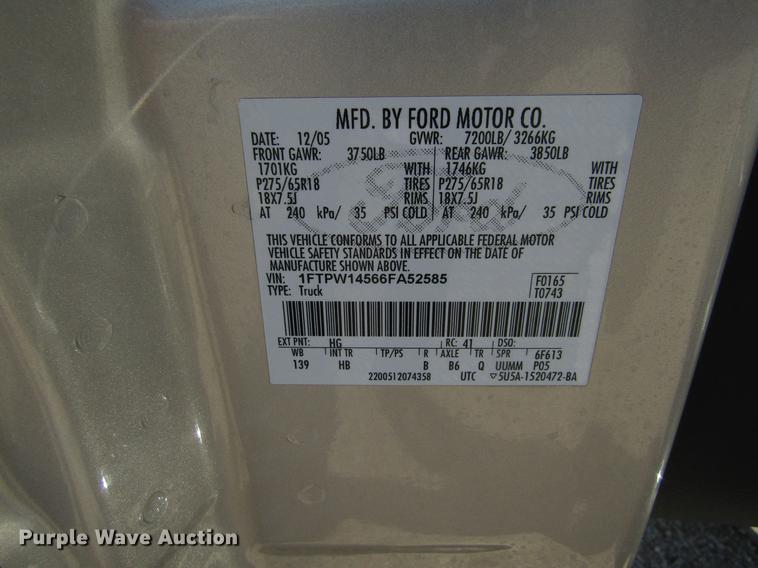 MFD. BY FORD MOTOR CO.
DATE: 12/05 GVWR: 7200LB/ 3266KG
FRONT GAWR: 3750LB REAR GAWR: 3850LB
1701KG WITH 1746KG WITH
P275/65R18 TIRES P275/65R18 TIRES
18X7.5J RIMS 18X7.5J RIMS
AT 240 kPa/ 35 PSI COLD AT 240 kPa/ 35 PSI COLD
Ford
THIS VEHICLE CONFORMS TO ALL APPLICABLE FEDERAL MOTOR
VEHICLE SAFETY STANDARDS IN EFFECT ON THE DATE OF
MANUFACTURE SHOWN ABOVE.
VIN: 1FTPW14566FA52585 F0165
TYPE: Truck T0743
EXT PNT: HG RC: 41 DSO:
WB INT TR TP/PS R AXLE TR SPR 6F613
139 HB B B6 Q UUMM P05
2200512074358 UTC ▽5U5A-1520472-BA
Purple Wave Auction